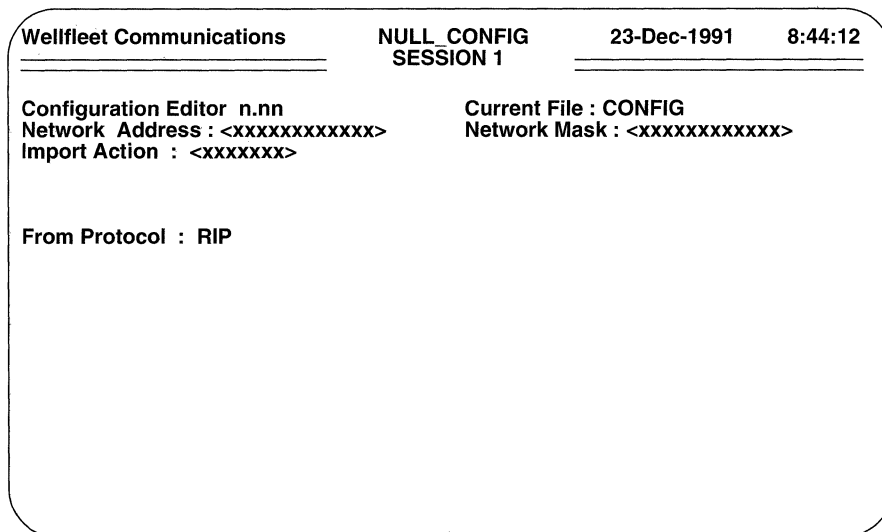 Wellfleet Communications NULL_CONFIG 23-Dec-1991 8:44:12
SESSION 1
Configuration Editor n.nn Current File : CONFIG
Network Address : <xxxxxxxxxxxx> Network Mask : <xxxxxxxxxxxx>
Import Action : <xxxxxxx>
From Protocol : RIP